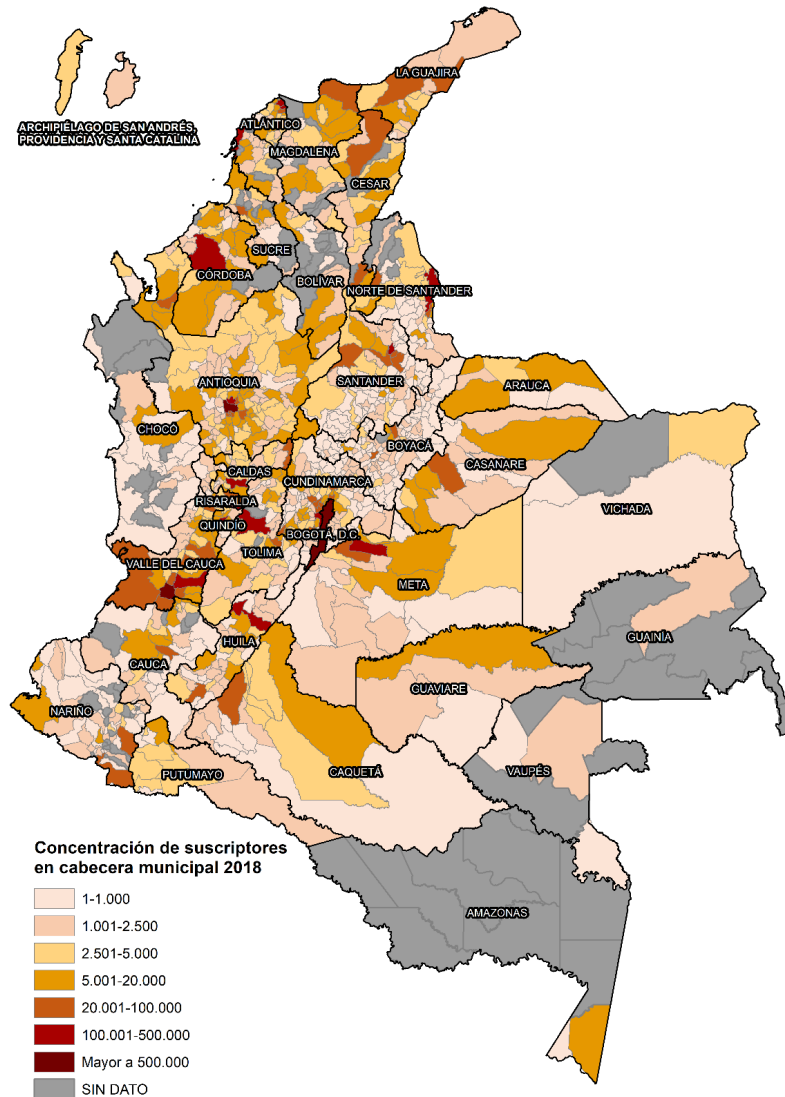 LA GUAJIRA
ATLÁNTICO
ARCHIPIÉLAGO DE SAN ANDRÉS,
PROVIDENCIA Y SANTA CATALINA
MAGDALENA
CESAR
SUCRE
CÓRDOBA
BOLÍVAR
NORTE DE SANTANDER
ANTIOQUIA
SANTANDER
ARAUCA
CHOCÓ
BOYACÁ
CALDAS
CASANARE
CUNDINAMARCA
RISARALDA
VICHADA
QUINDÍO
BOGOTÁ, D.C.
TOLIMA
VALLE DEL CAUCA
META
HUILA
GUAINÍA
CAUCA
GUAVIARE
NARIÑO
VAUPÉS
PUTUMAYO
CAQUETÁ
AMAZONAS
Concentración de suscriptores
en cabecera municipal 2018
1-1.000
1.001-2.500
2.501-5.000
5.001-20.000
20.001-100.000
100.001-500.000
Mayor a 500.000
SIN DATO